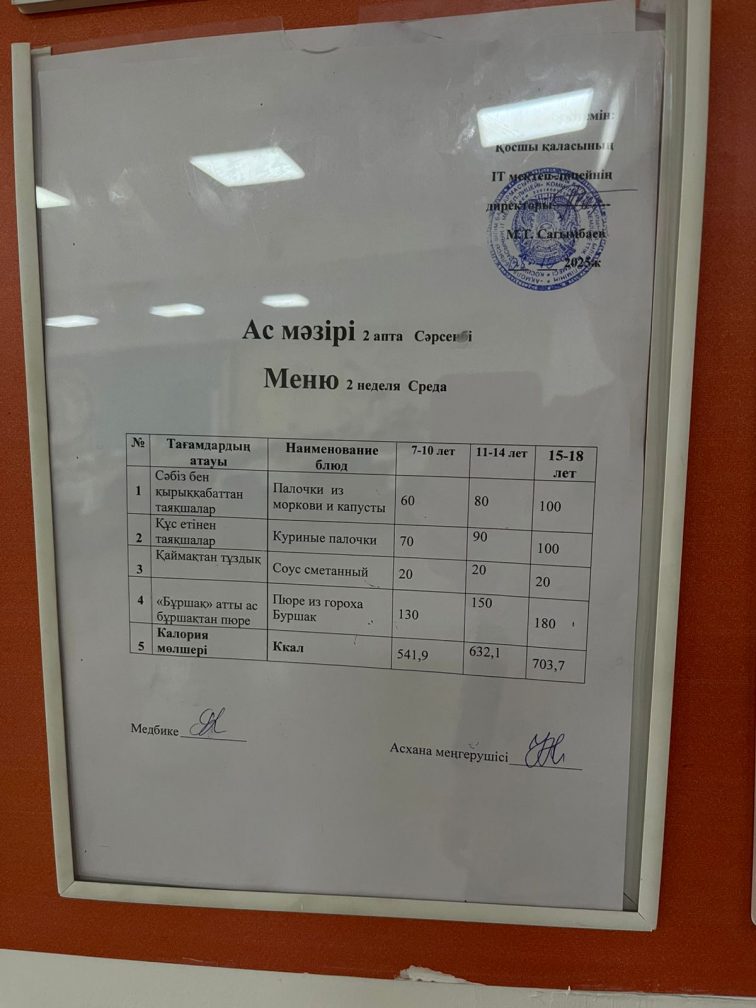 Қосшы қаласының
IT мектеп-лицейнің
директоры
М.Т. Сағымбаев
2025ж
Ас мәзірі 2 апта Сәрсенбі
Меню 2 неделя Среда
№ Тағамдардың атауы Наименование блюд 7-10 лет 11-14 лет 15-18 лет
1 Сәбіз бен қырыққабаттан таяқшалар Палочки из моркови и капусты 60 80 100
2 Құс етінен таяқшалар Куриные палочки 70 90 100
3 Қаймақтан тұздық Соус сметанный 20 20 20
4 «Бұршақ» атты ас бұршақтан пюре Пюре из гороха Буршак 130 150 180
5 Калория мөлшері Ккал 541,9 632,1 703,7
Медбике
Асхана меңгерушісі